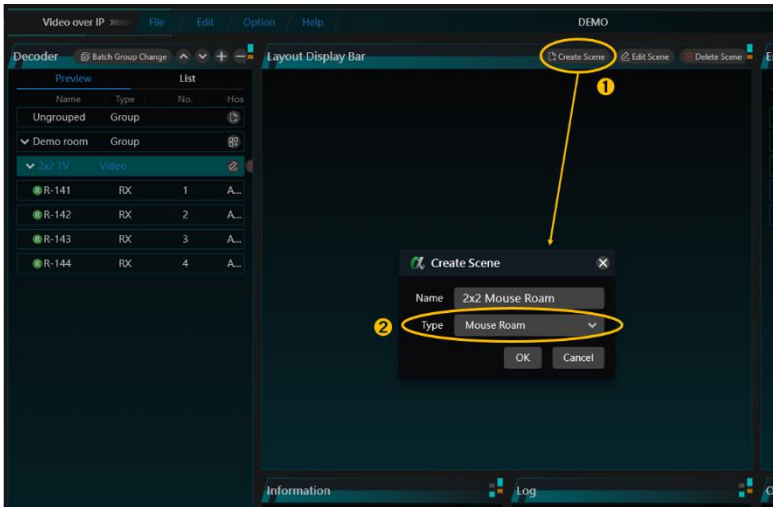 Video over IP File / Edit / Option / Help / DEMO
Decoder Batch Group Change
Preview List
Name Type No. Hos
Ungrouped Group
Demo room Group
2x2 TV Video
R R-141 RX 1 A...
R R-142 RX 2 A...
R R-143 RX 3 A...
R R-144 RX 4 A...
Layout Display Bar Create Scene Edit Scene Delete Scene
1
α Create Scene
Name 2x2 Mouse Roam
2 Type Mouse Roam
OK Cancel
Information Log